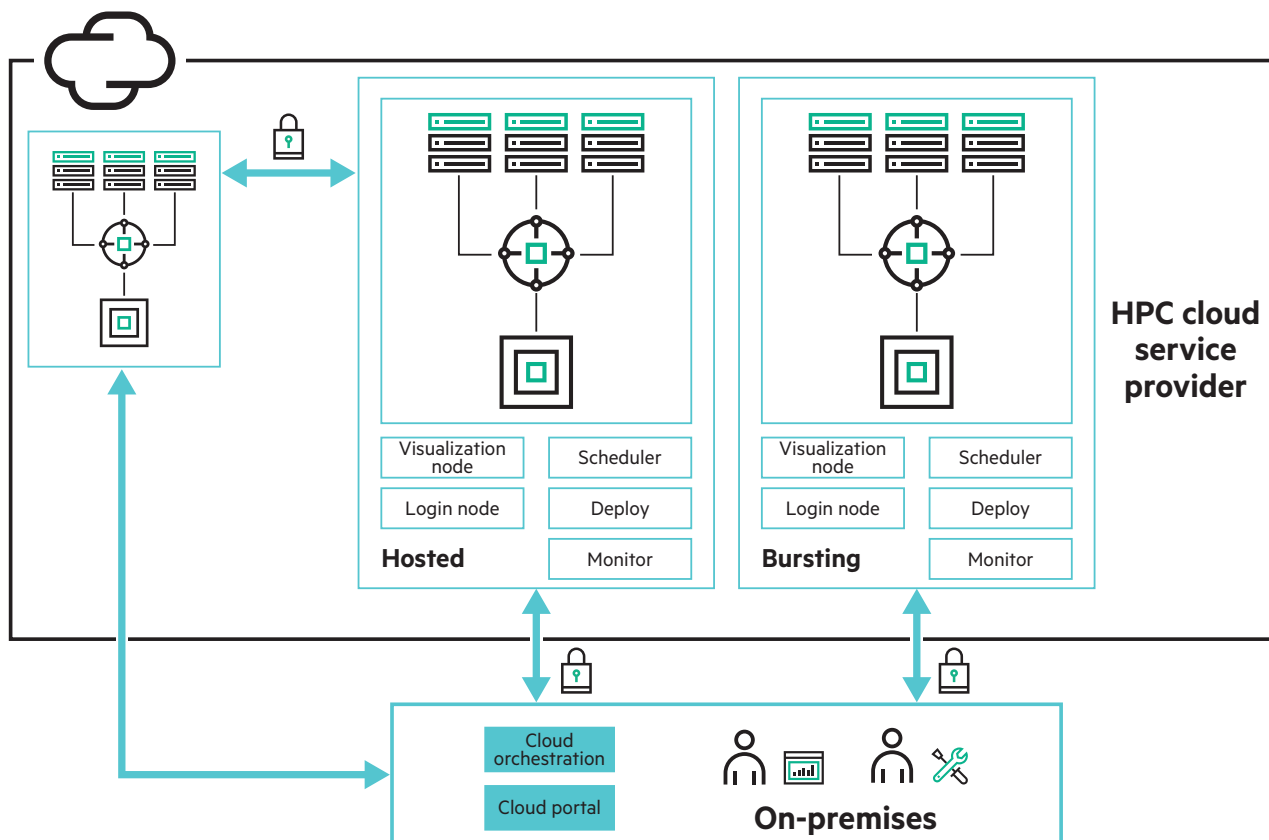 HPC cloud
service
provider
Visualization
node
Scheduler
Login node
Deploy
Hosted
Monitor
Visualization
node
Scheduler
Login node
Deploy
Bursting
Monitor
Cloud
orchestration
Cloud portal
On-premises